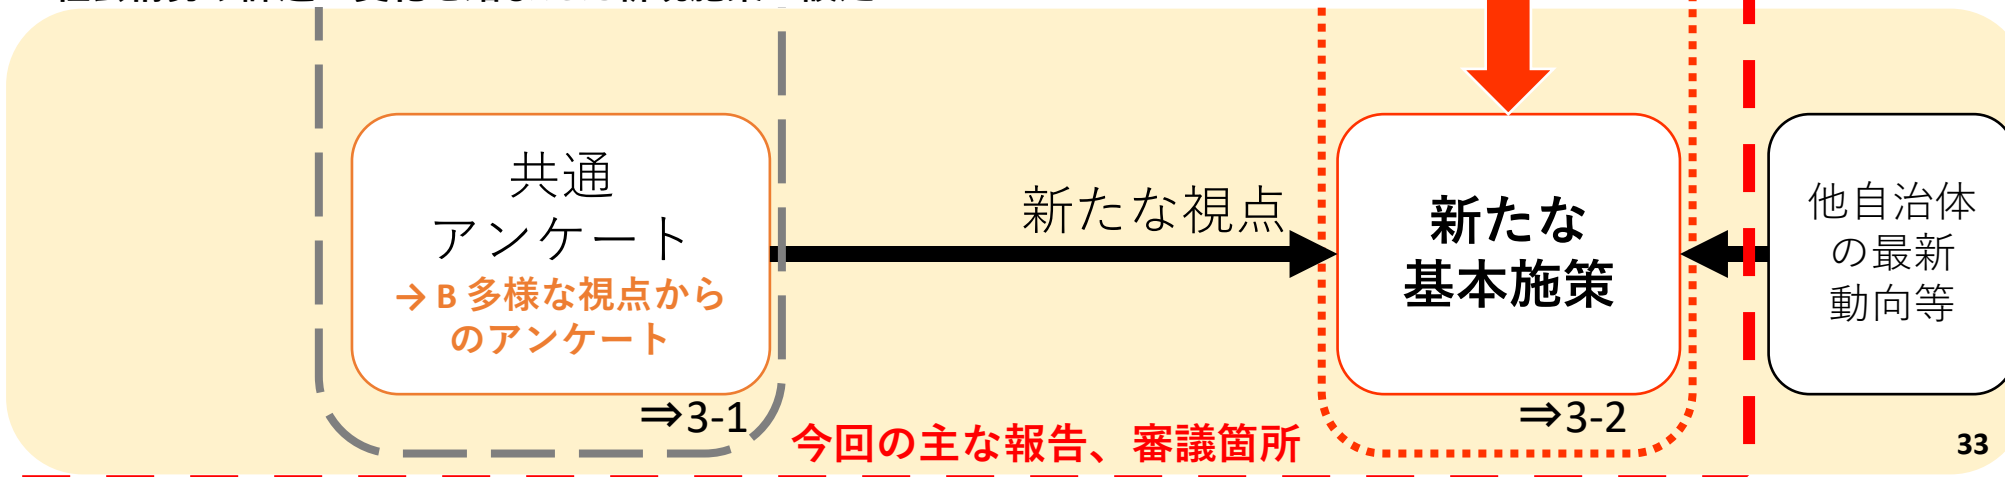 共通
アンケート
→ B 多様な視点から
のアンケート
⇒3-1
新たな視点
新たな
基本施策
⇒3-2
他自治体
の最新
動向等
今回の主な報告、審議箇所
33